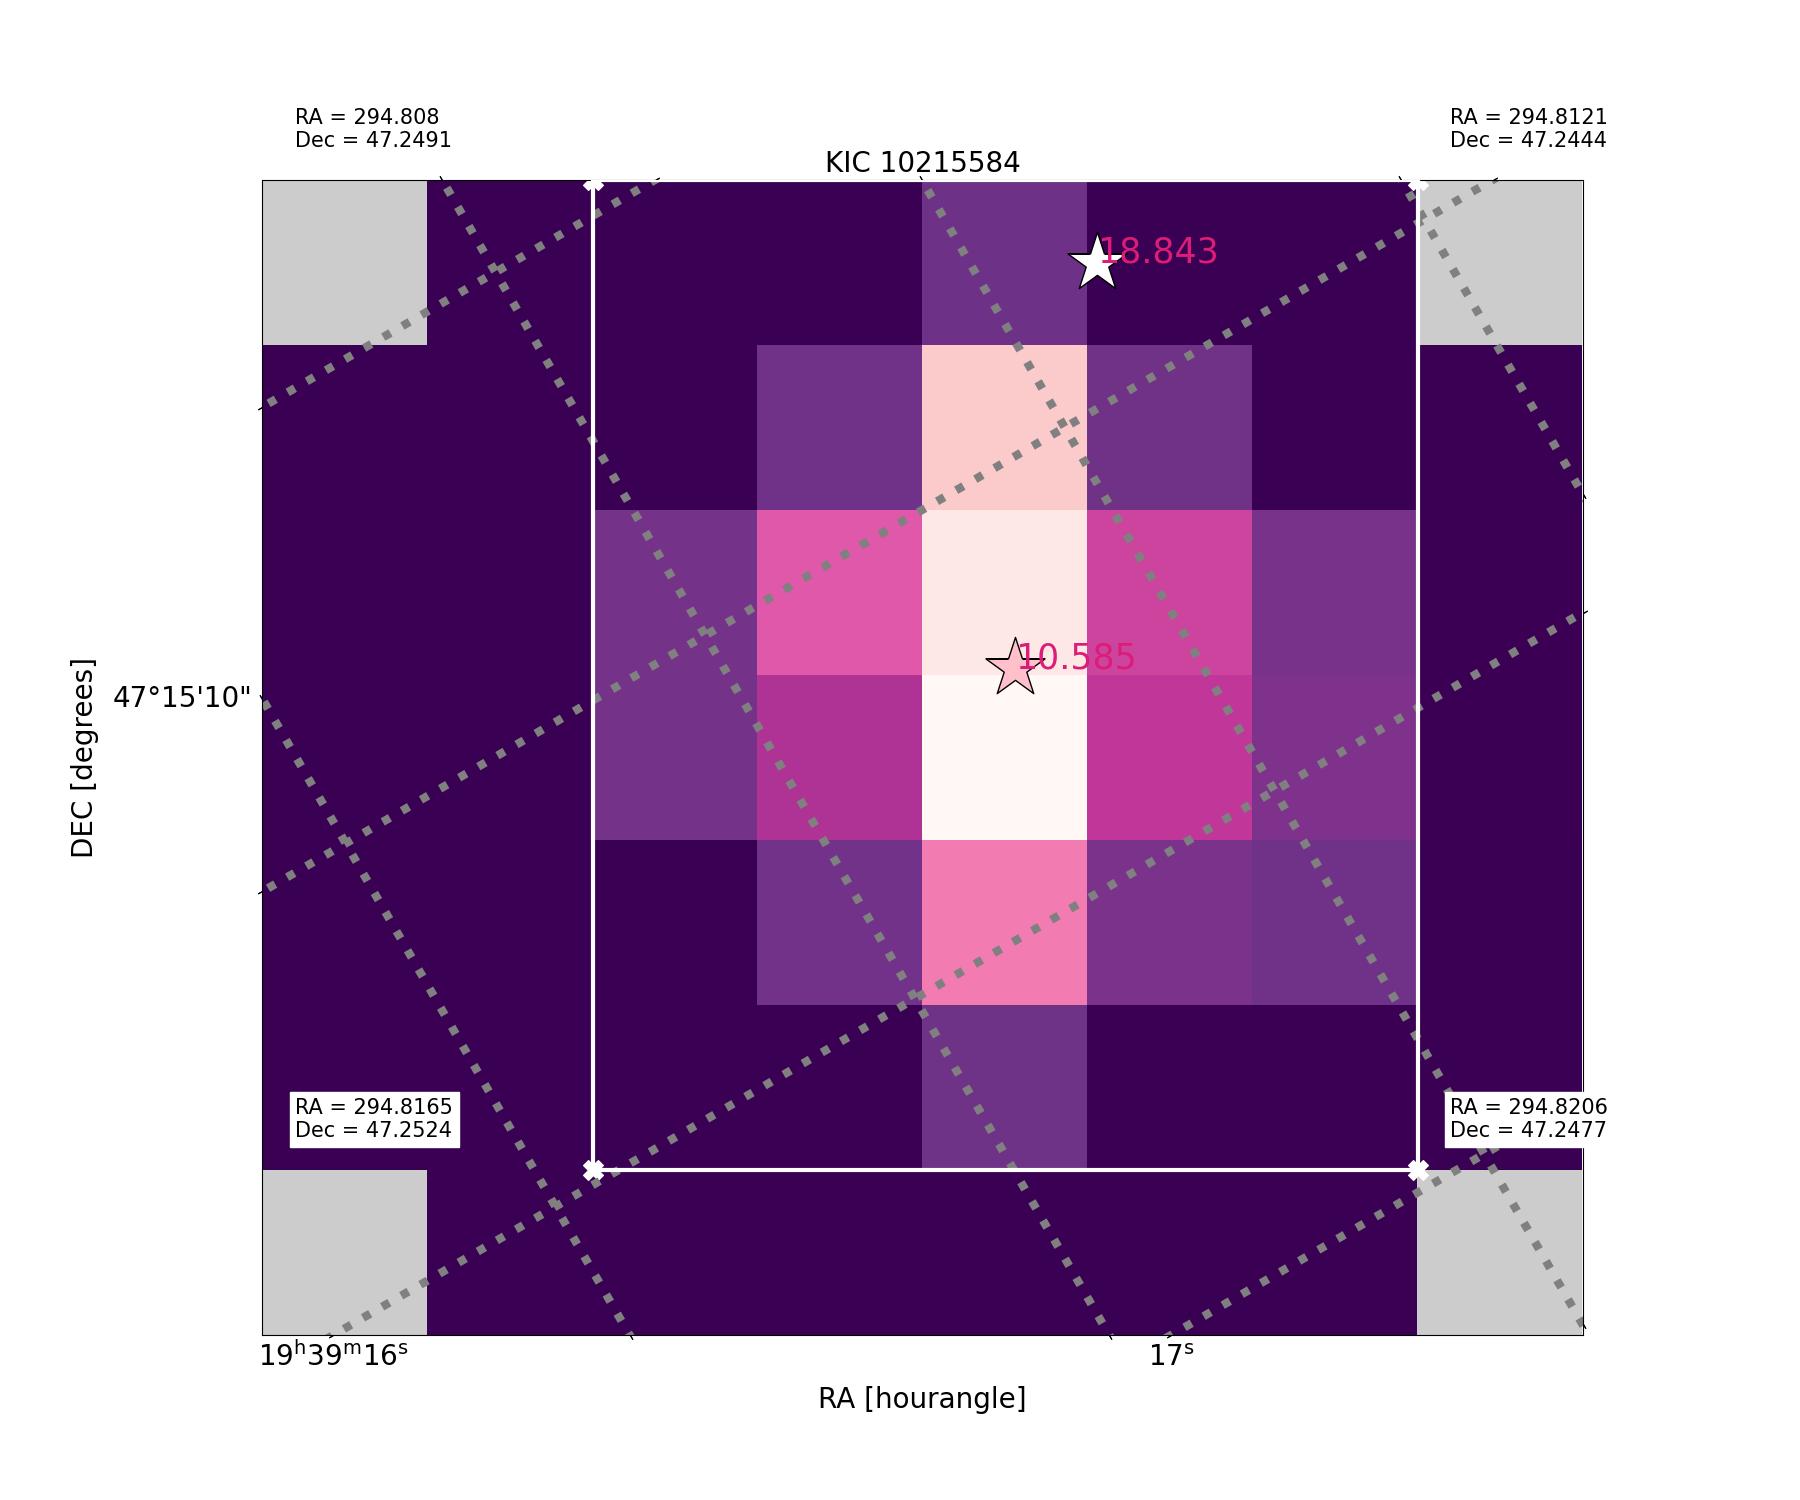 RA = 294.808
Dec = 47.2491
RA = 294.8121
Dec = 47.2444
KIC 10215584
18.843
10.585
47°15'10"
DEC [degrees]
RA = 294.8165
Dec = 47.2524
RA = 294.8206
Dec = 47.2477
19ʰ39ᵐ16ˢ
17ˢ
RA [hourangle]